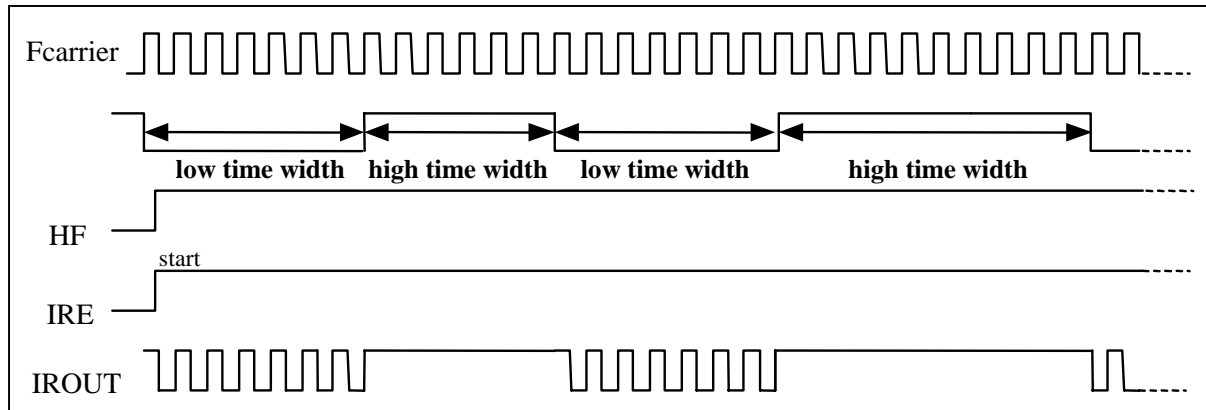 Fcarrier
low time width high time width low time width high time width
HF
start
IRE
IROUT